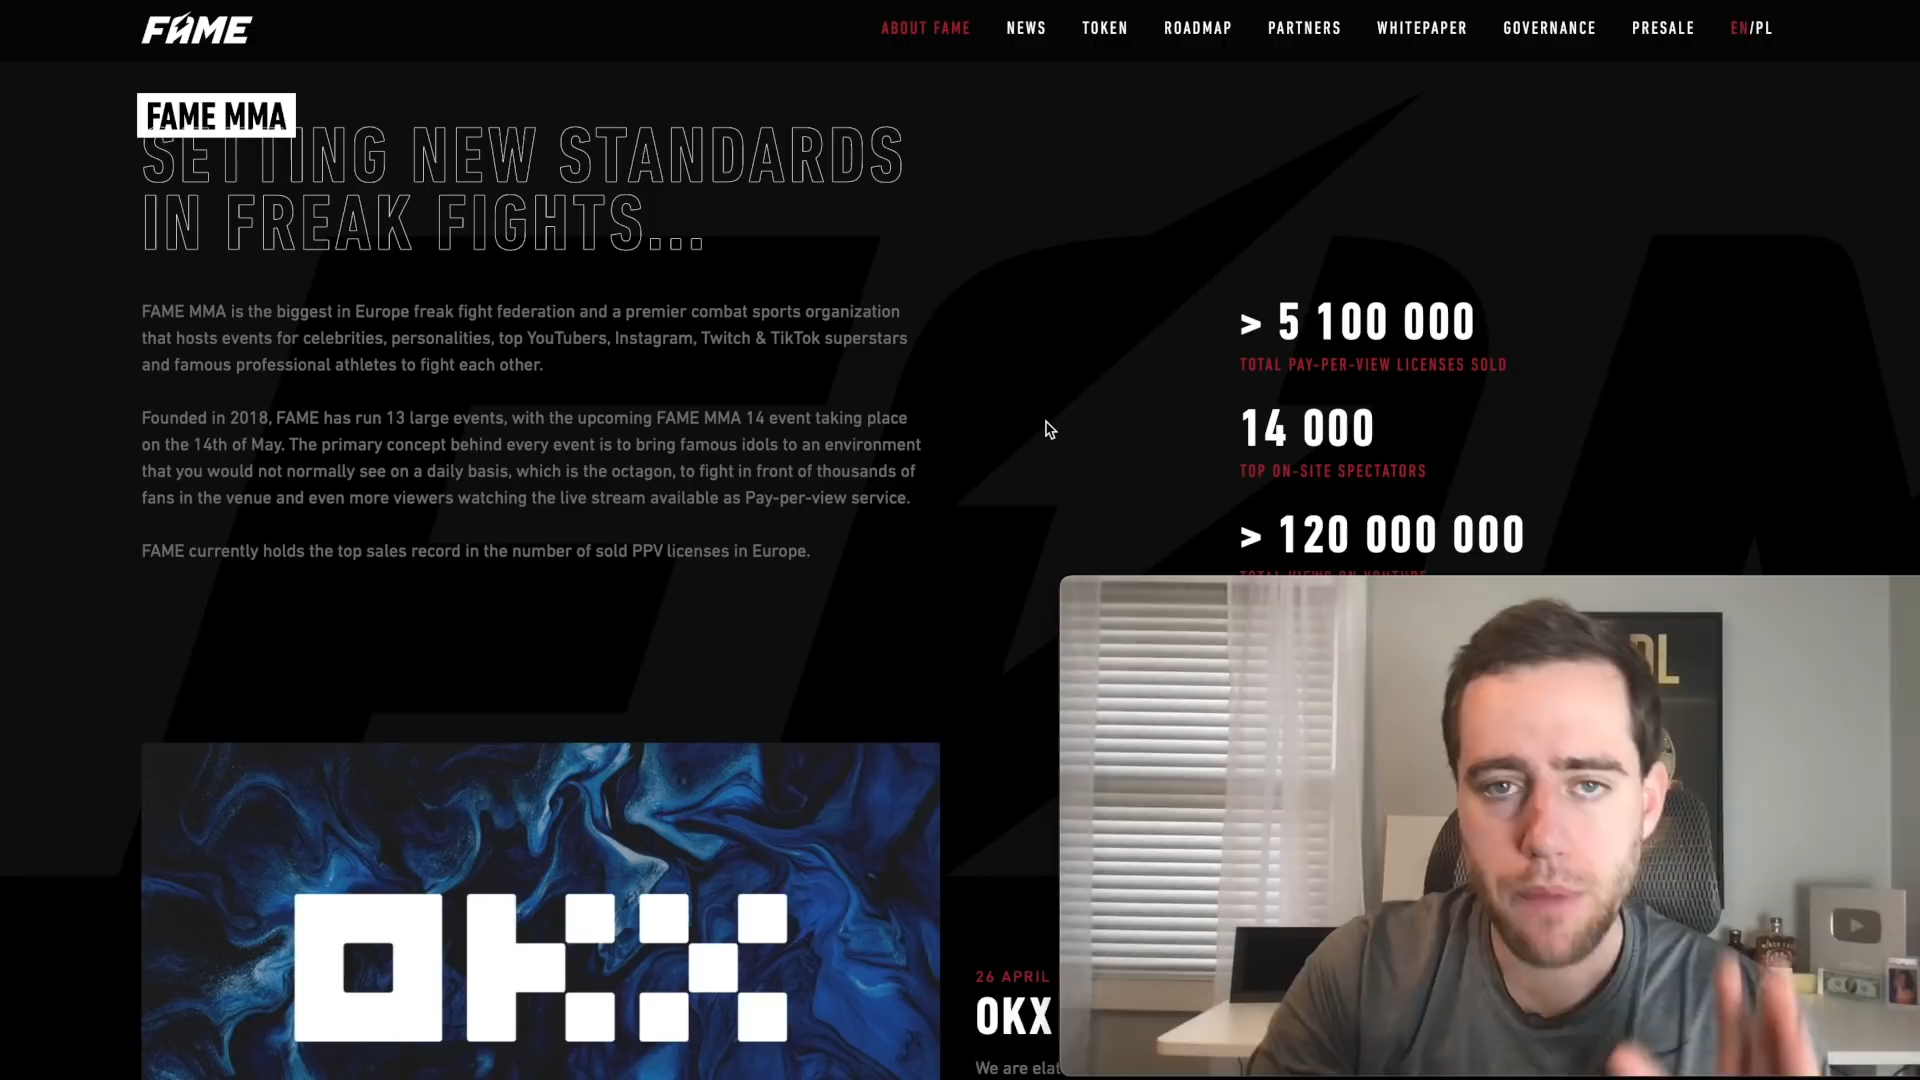 FAME
ABOUT FAME
NEWS
TOKEN
ROADMAP
PARTNERS
WHITEPAPER
GOVERNANCE
PRESALE
EN/PL
FAME MMA
SETTING NEW STANDARDS
IN FREAK FIGHTS...
FAME MMA is the biggest in Europe freak fight federation and a premier combat sports organization
that hosts events for celebrities, personalities, top YouTubers, Instagram, Twitch & TikTok superstars
and famous professional athletes to fight each other.
Founded in 2018, FAME has run 13 large events, with the upcoming FAME MMA 14 event taking place
on the 14th of May. The primary concept behind every event is to bring famous idols to an environment
that you would not normally see on a daily basis, which is the octagon, to fight in front of thousands of
fans in the venue and even more viewers watching the live stream available as Pay-per-view service.
FAME currently holds the top sales record in the number of sold PPV licenses in Europe.
> 5 100 000
TOTAL PAY-PER-VIEW LICENSES SOLD
14 000
TOP ON-SITE SPECTATORS
> 120 000 000
TOTAL VIEWS ON YOUTUBE
OKX
26 APRIL
OKX
We are elat